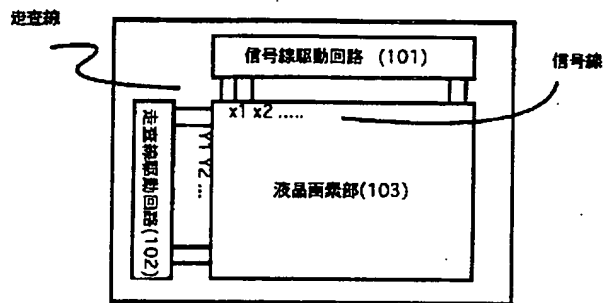 走査線
信号線駆動回路 (101)
信号線
x1 x2 .....
走査線駆動回路(102)
Y1 Y2 ...
液晶画素部(103)